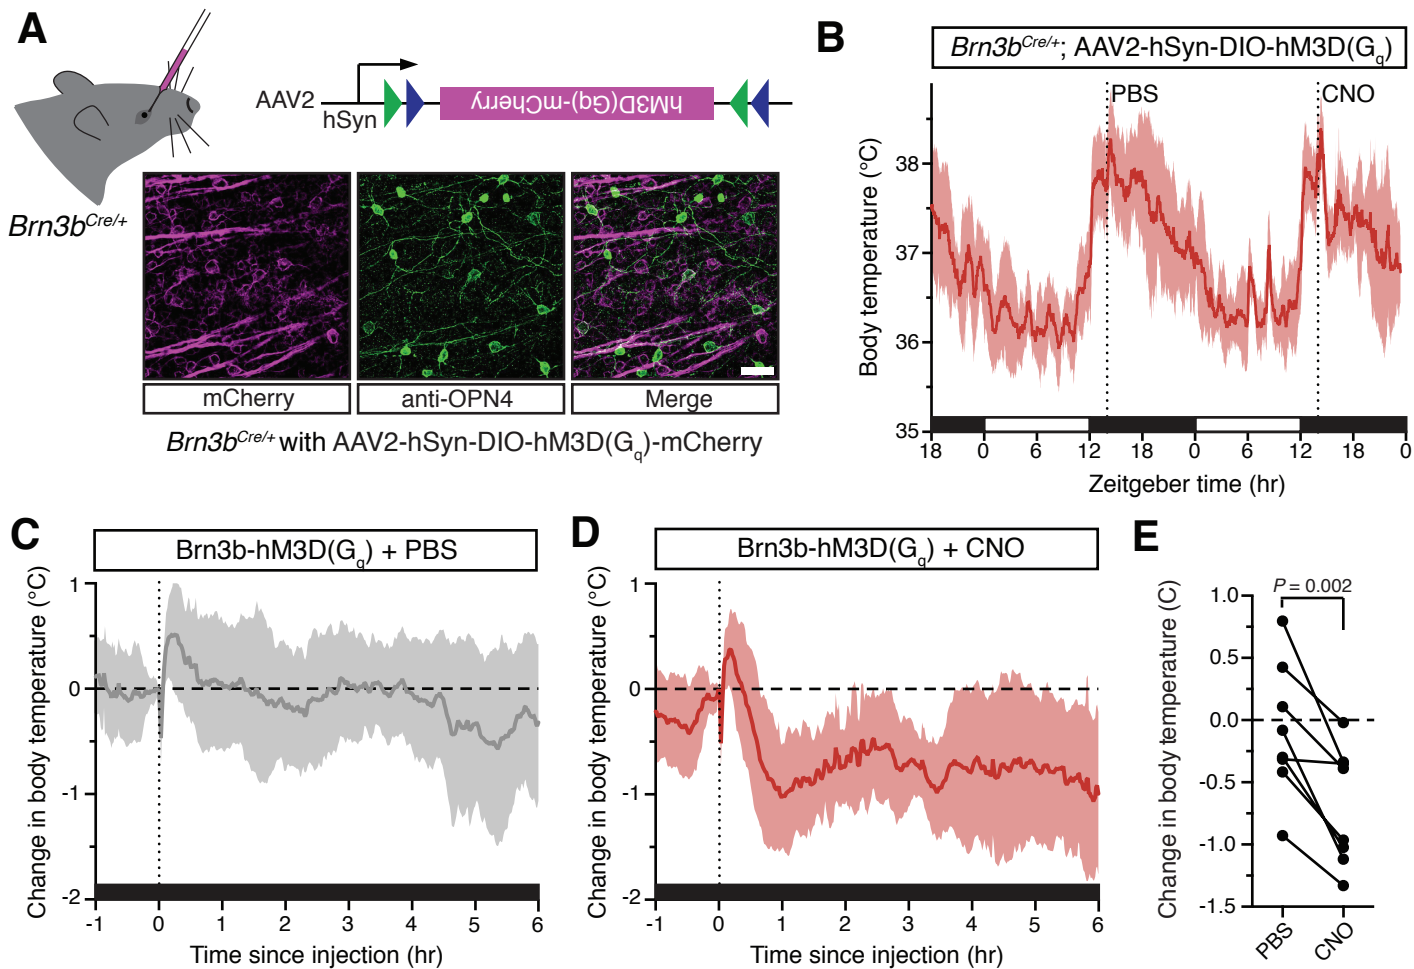 A
AAV2
hSyn
hM3D(Gq)-mCherry
Brn3bCre/+
mCherry
anti-OPN4
Merge
Brn3bCre/+ with AAV2-hSyn-DIO-hM3D(Gq)-mCherry
B
Brn3bCre/+; AAV2-hSyn-DIO-hM3D(Gq)
PBS
CNO
Body temperature (°C)
38
37
36
35
18 0 6 12 18 0 6 12 18 0
Zeitgeber time (hr)
C
Brn3b-hM3D(Gq) + PBS
Change in body temperature (°C)
1
0
-1
-2
-1 0 1 2 3 4 5 6
Time since injection (hr)
D
Brn3b-hM3D(Gq) + CNO
Change in body temperature (°C)
1
0
-1
-2
-1 0 1 2 3 4 5 6
Time since injection (hr)
E
P = 0.002
Change in body temperature (C)
1.0
0.5
0.0
-0.5
-1.0
-1.5
PBS
CNO